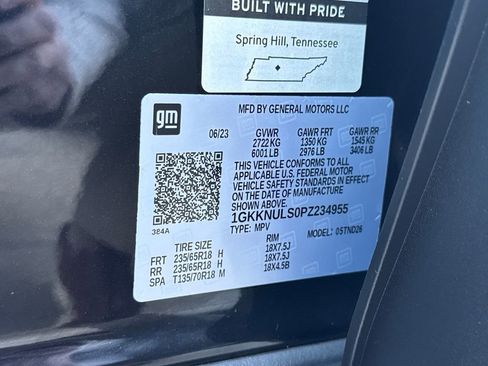 BUILT WITH PRIDE
Spring Hill, Tennessee
gm
MFD BY GENERAL MOTORS LLC
06/23 GVWR GAWR FRT GAWR RR
2722 KG 1350 KG 1545 KG
6001 LB 2976 LB 3406 LB
THIS VEHICLE CONFORMS TO ALL
APPLICABLE U.S. FEDERAL MOTOR
VEHICLE SAFETY STANDARDS IN EFFECT
ON THE DATE OF MANUFACTURE
SHOWN ABOVE.
1GKKNULS0PZ234955
384A TYPE: MPV MODEL: 05TND26
TIRE SIZE RIM
FRT 235/65R18 H 18X7.5J
RR 235/65R18 H 18X7.5J
SPA T135/70R18 M 18X4.5B